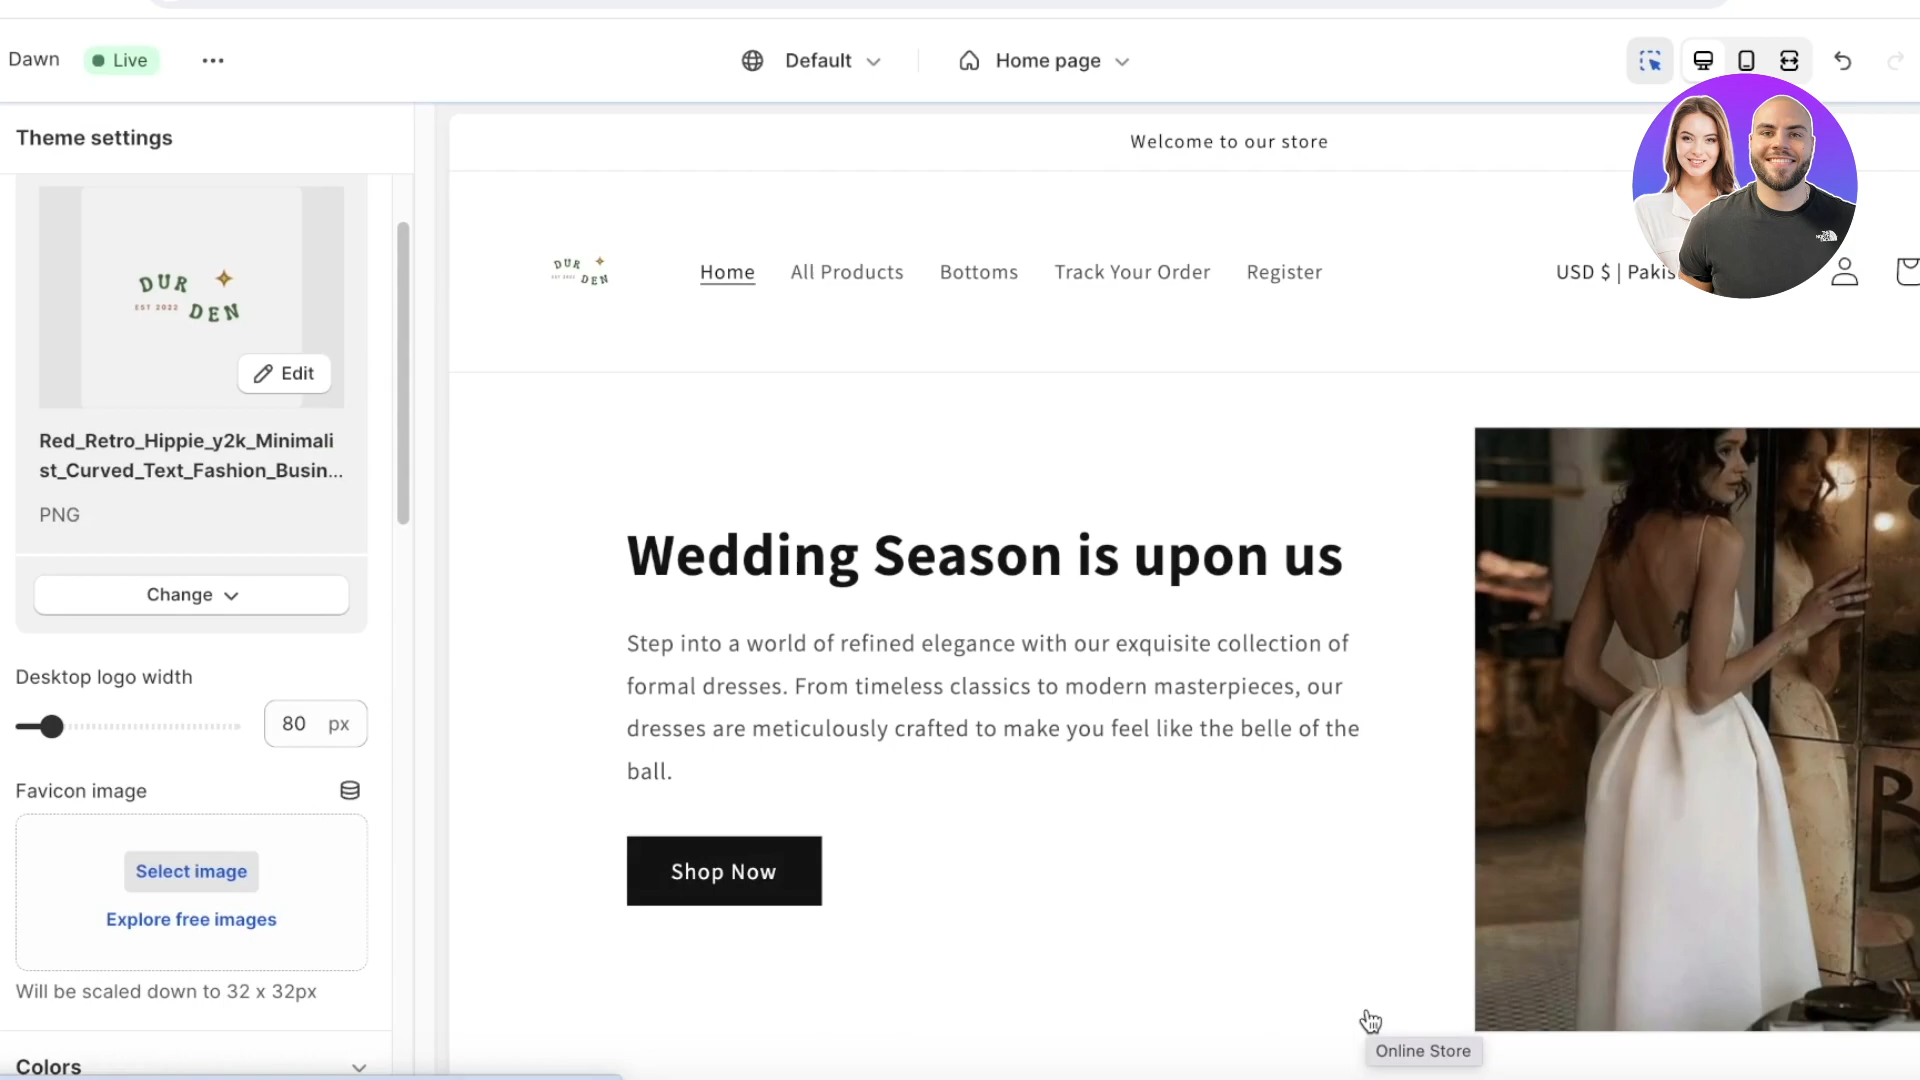 Dawn
Live
Default
Home page
Theme settings
DUR
EST 2022
DEN
Edit
Red_Retro_Hippie_y2k_Minimali
st_Curved_Text_Fashion_Busin...
PNG
Change
Desktop logo width
80 px
Favicon image
Select image
Explore free images
Will be scaled down to 32 x 32px
Colors
Welcome to our store
DUR
EST 2022
DEN
Home
All Products
Bottoms
Track Your Order
Register
USD $ | Pakis
THE
NORTH
FACE
Wedding Season is upon us
Step into a world of refined elegance with our exquisite collection of
formal dresses. From timeless classics to modern masterpieces, our
dresses are meticulously crafted to make you feel like the belle of the
ball.
Shop Now
B
Online Store